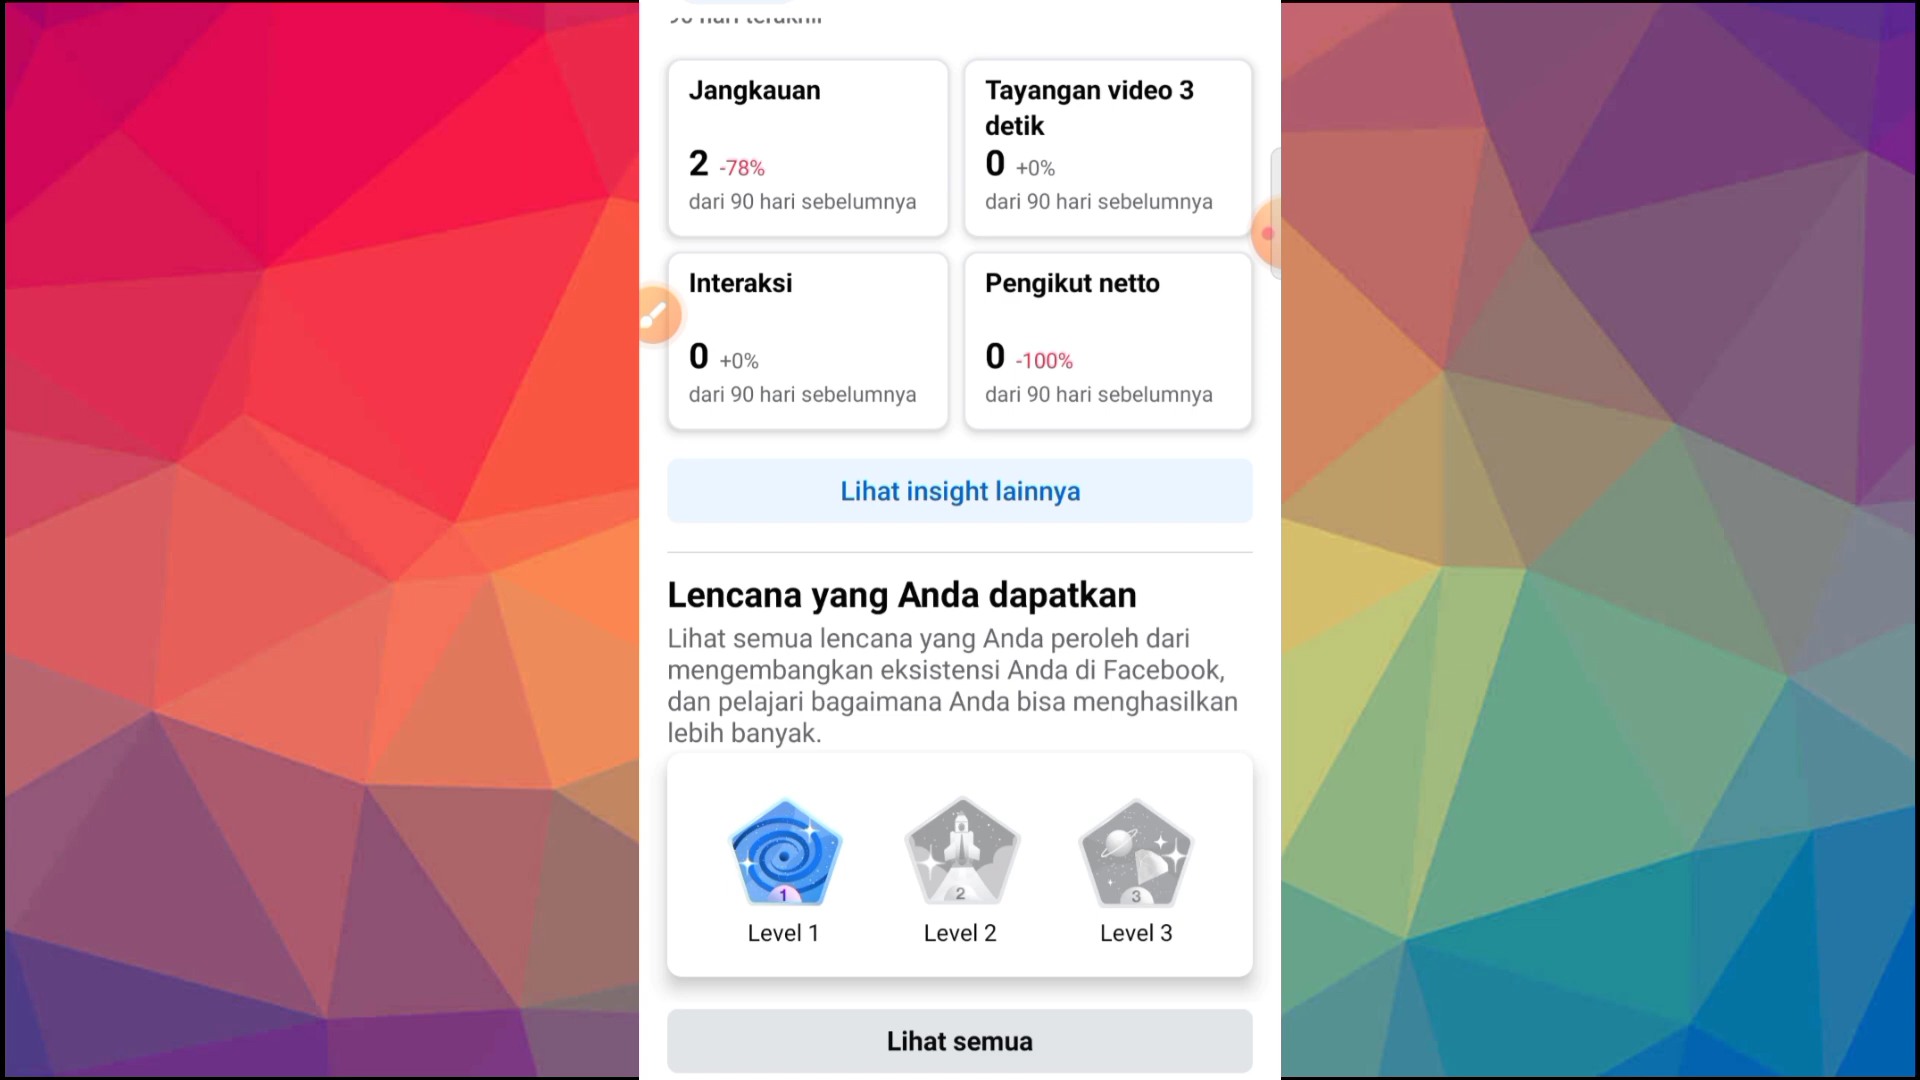 90 hari terakhir
Jangkauan
2 -78%
dari 90 hari sebelumnya
Tayangan video 3
detik
0 +0%
dari 90 hari sebelumnya
Interaksi
0 +0%
dari 90 hari sebelumnya
Pengikut netto
0 -100%
dari 90 hari sebelumnya
Lihat insight lainnya
Lencana yang Anda dapatkan
Lihat semua lencana yang Anda peroleh dari
mengembangkan eksistensi Anda di Facebook,
dan pelajari bagaimana Anda bisa menghasilkan
lebih banyak.
1
2
3
Level 1
Level 2
Level 3
Lihat semua